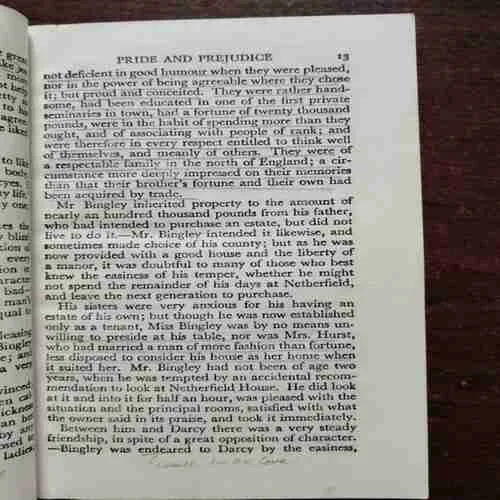 PRIDE AND PREJUDICE 13
not deficient in good humour when they were pleased,
nor in the power of being agreeable where they chose
it; but proud and conceited. They were rather hand-
some, had been educated in one of the first private
seminaries in town, had a fortune of twenty thousand
pounds, were in the habit of spending more than they
ought, and of associating with people of rank; and
were therefore in every respect entitled to think well
of themselves, and meanly of others. They were of
a respectable family in the north of England; a cir-
cumstance more deeply impressed on their memories
than that their brother's fortune and their own had
been acquired by trade.
Mr Bingley inherited property to the amount of
nearly an hundred thousand pounds from his father,
who had intended to purchase an estate, but did not
live to do it.—Mr. Bingley intended it likewise, and
sometimes made choice of his county; but as he was
now provided with a good house and the liberty of
a manor, it was doubtful to many of those who best
knew the easiness of his temper, whether he might
not spend the remainder of his days at Netherfield,
and leave the next generation to purchase.
His sisters were very anxious for his having an
estate of his own; but though he was now established
only as a tenant, Miss Bingley was by no means un-
willing to preside at his table, nor was Mrs. Hurst,
who had married a man of more fashion than fortune,
less disposed to consider his house as her home when
it suited her. Mr. Bingley had not been of age two
years, when he was tempted by an accidental recom-
mendation to look at Netherfield House. He did look
at it and into it for half an hour, was pleased with the
situation and the principal rooms, satisfied with what
the owner said in its praise, and took it immediately.
Between him and Darcy there was a very steady
friendship, in spite of a great opposition of character.
—Bingley was endeared to Darcy by the easiness,